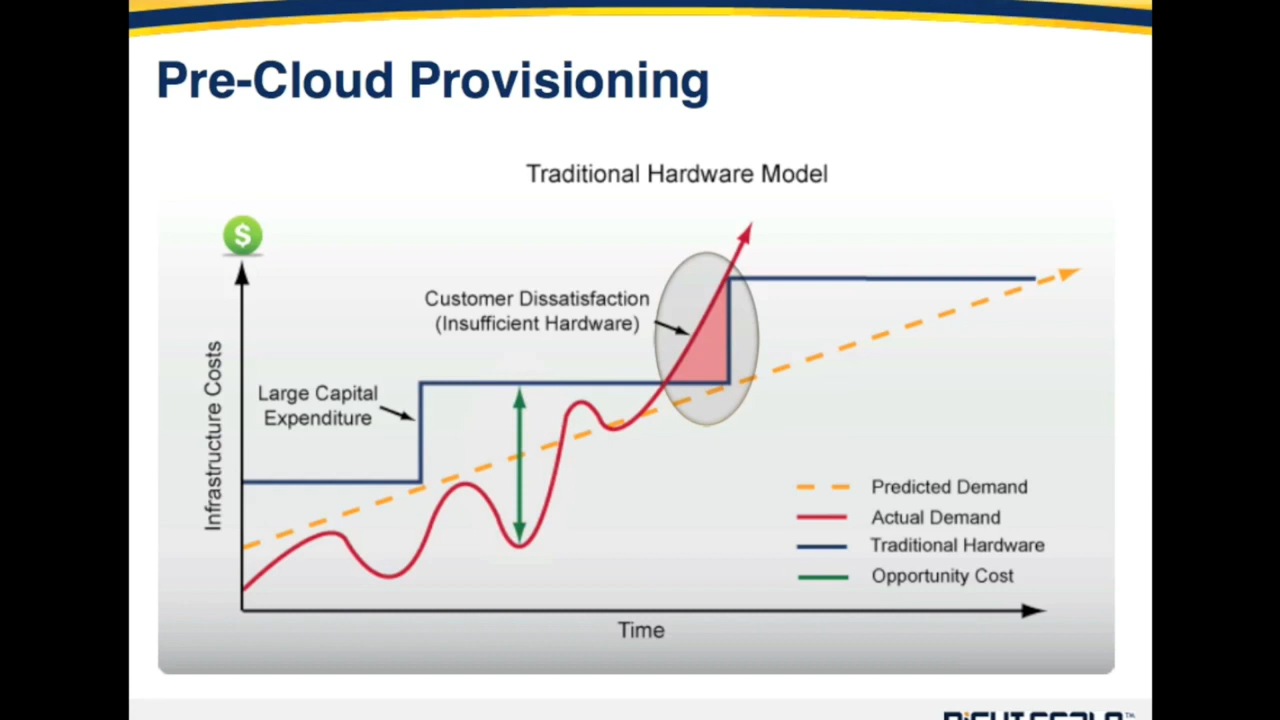 Pre-Cloud Provisioning
Traditional Hardware Model
$
Customer Dissatisfaction
(Insufficient Hardware)
Large Capital
Expenditure
Infrastructure Costs
Predicted Demand
Actual Demand
Traditional Hardware
Opportunity Cost
Time